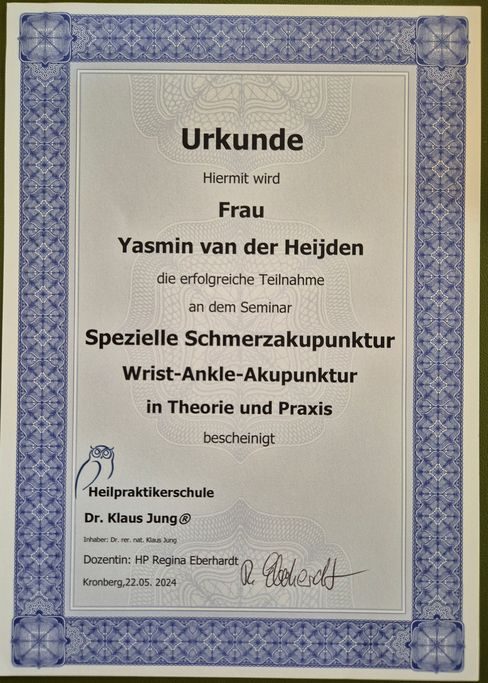 Urkunde
Hiermit wird
Frau
Yasmin van der Heijden
die erfolgreiche Teilnahme
an dem Seminar
Spezielle Schmerzakupunktur
Wrist-Ankle-Akupunktur
in Theorie und Praxis
bescheinigt
Heilpraktikerschule
Dr. Klaus Jung®
Inhaber: Dr. rer. nat. Klaus Jung
Dozentin: HP Regina Eberhardt
R. Eberhardt
Kronberg,22.05. 2024